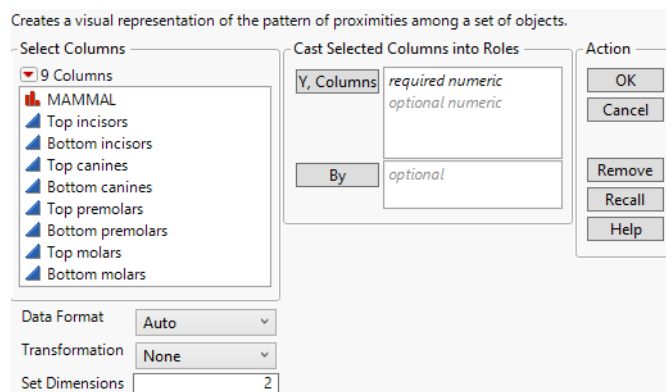 Creates a visual representation of the pattern of proximities among a set of objects.
Select Columns
9 Columns
MAMMAL
Top incisors
Bottom incisors
Top canines
Bottom canines
Top premolars
Bottom premolars
Top molars
Bottom molars
Data Format Auto
Transformation None
Set Dimensions 2
Cast Selected Columns into Roles
Y, Columns required numeric
optional numeric
By optional
Action
OK
Cancel
Remove
Recall
Help